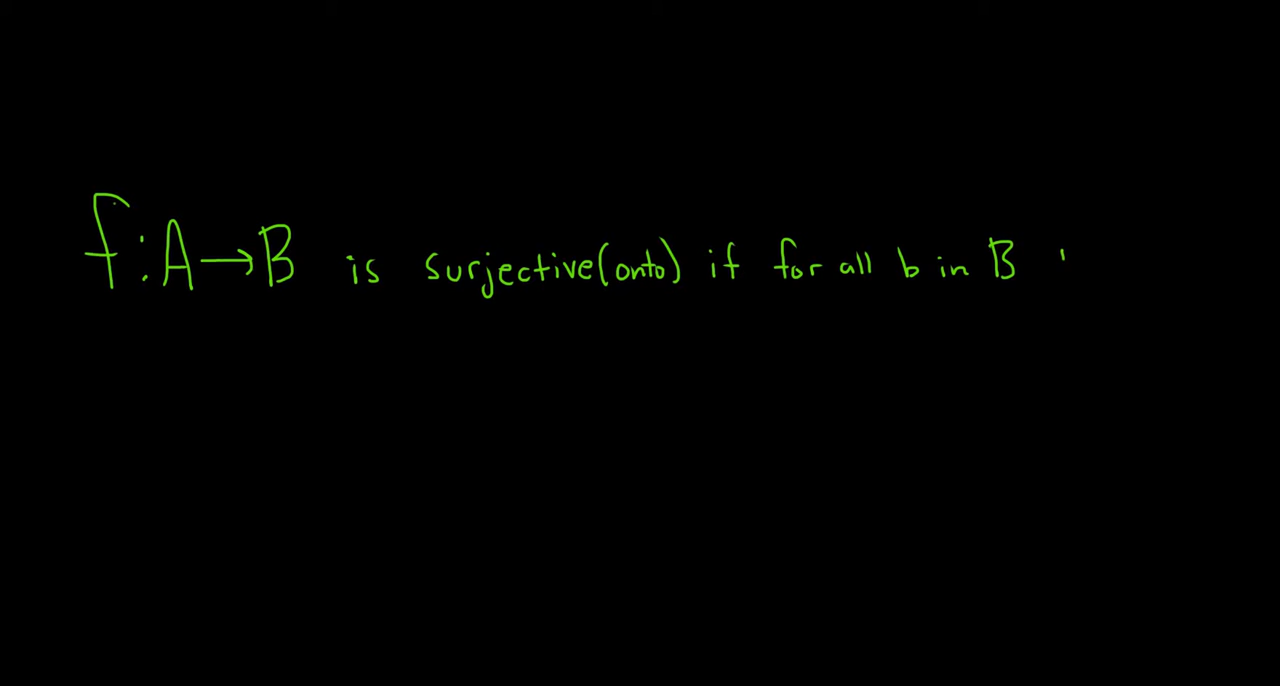 f: A → B is surjective (onto) if for all b in B